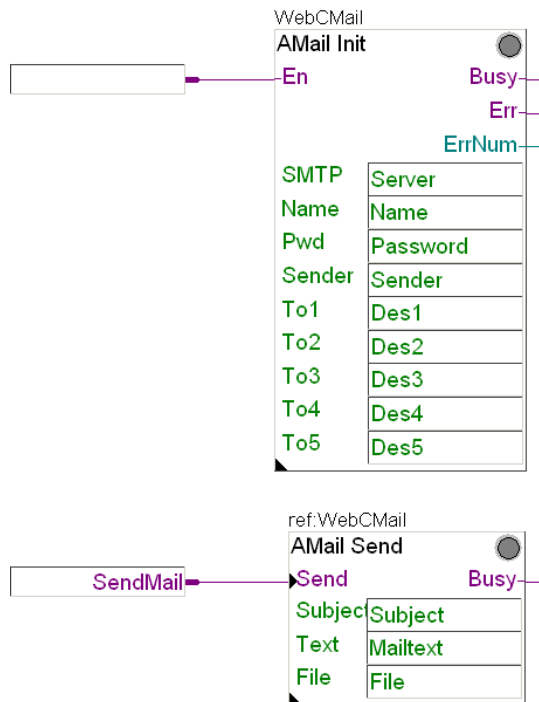 WebCMail
AMail Init
En Busy
Err
ErrNum
SMTP Server
Name Name
Pwd Password
Sender Sender
To1 Des1
To2 Des2
To3 Des3
To4 Des4
To5 Des5
ref:WebCMail
AMail Send
SendMail Send Busy
Subject Subject
Text Mailtext
File File